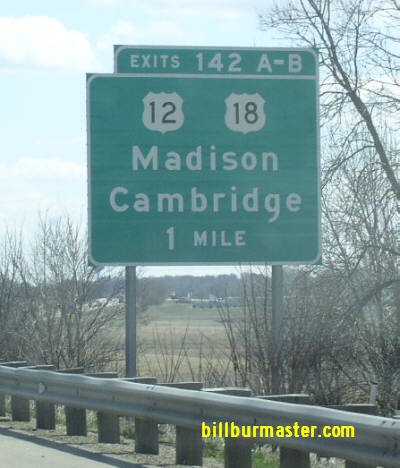 EXITS 142 A-B
12 18
Madison
Cambridge
1 MILE
billburmaster.com